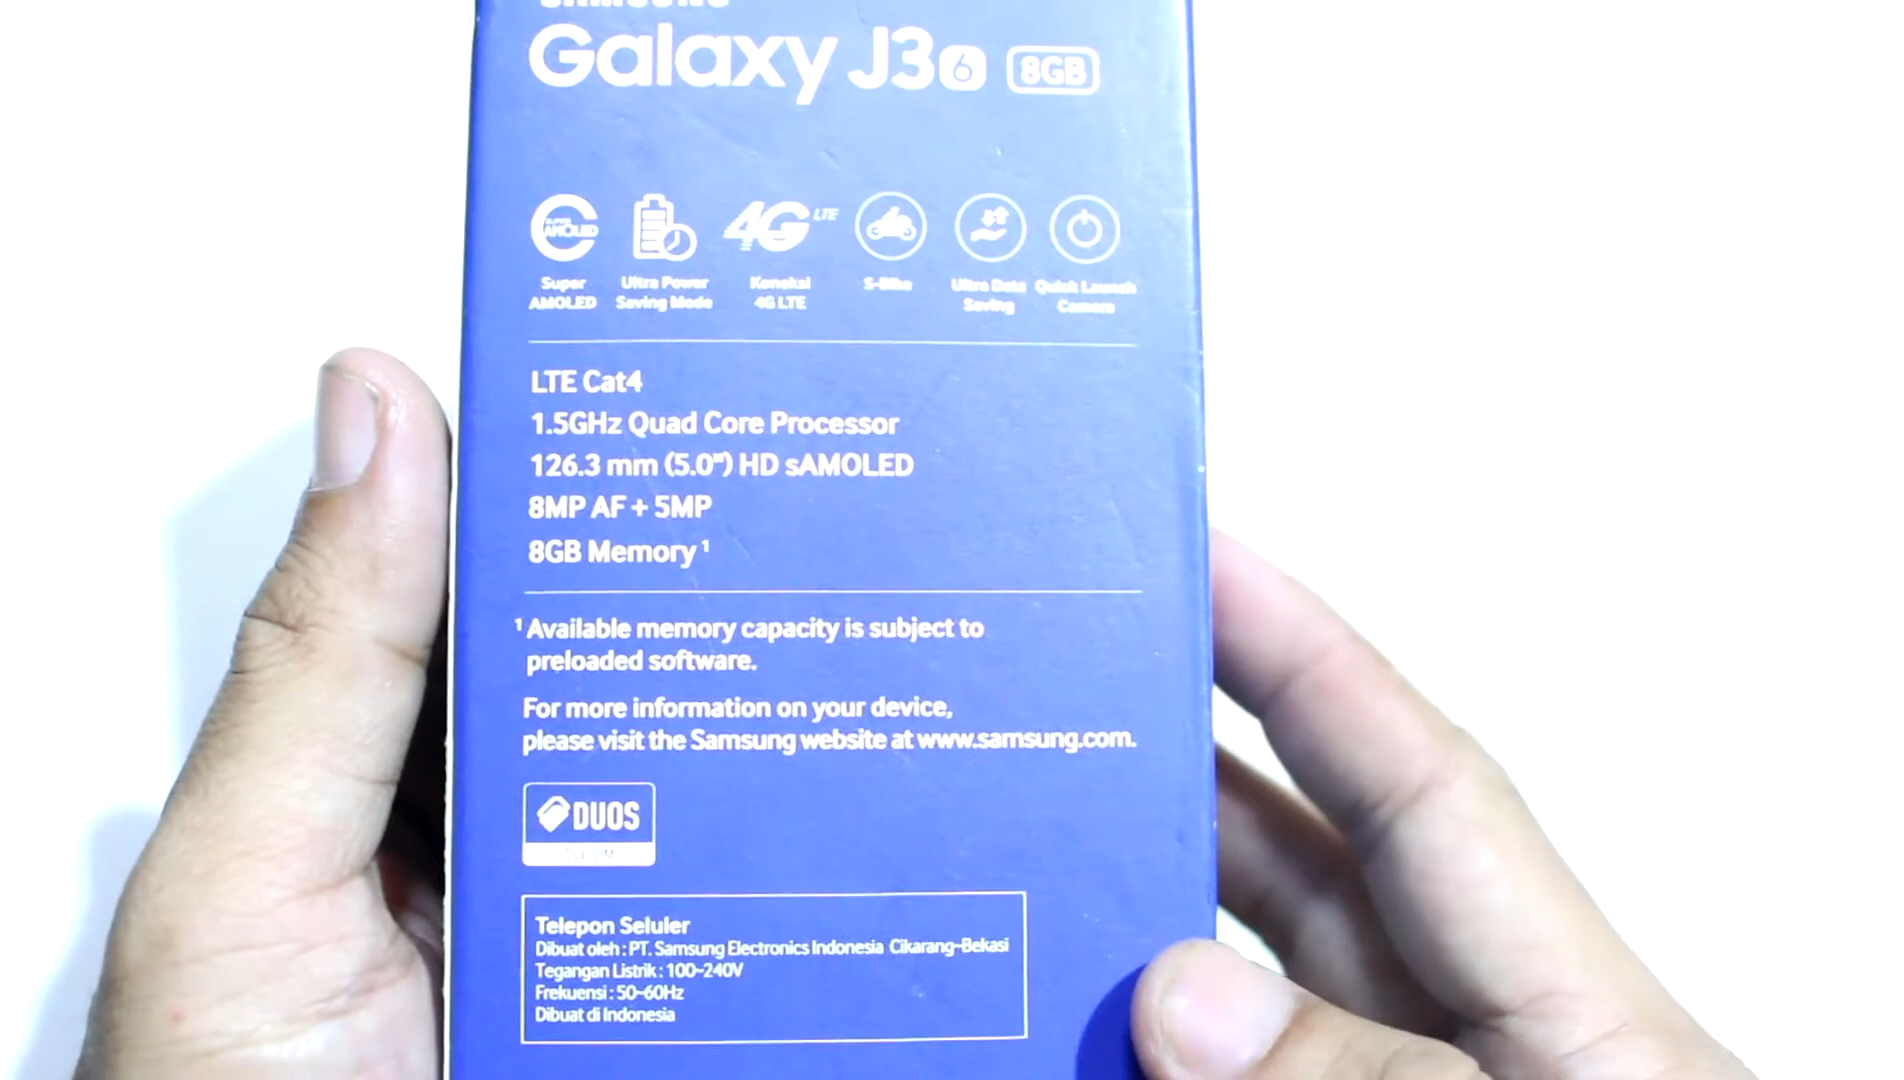 Galaxy J3 6 8GB
SUPER AMOLED
4G LTE
Super AMOLED
Ultra Power Saving Mode
Koneksi 4G LTE
S-Bike
Ultra Data Saving
Quick Launch Camera
LTE Cat4
1.5GHz Quad Core Processor
126.3 mm (5.0") HD sAMOLED
8MP AF + 5MP
8GB Memory ¹
¹ Available memory capacity is subject to
preloaded software.
For more information on your device,
please visit the Samsung website at www.samsung.com.
DUOS
Telepon Seluler
Dibuat oleh : PT. Samsung Electronics Indonesia Cikarang-Bekasi
Tegangan Listrik : 100~240V
Frekuensi : 50~60Hz
Dibuat di Indonesia